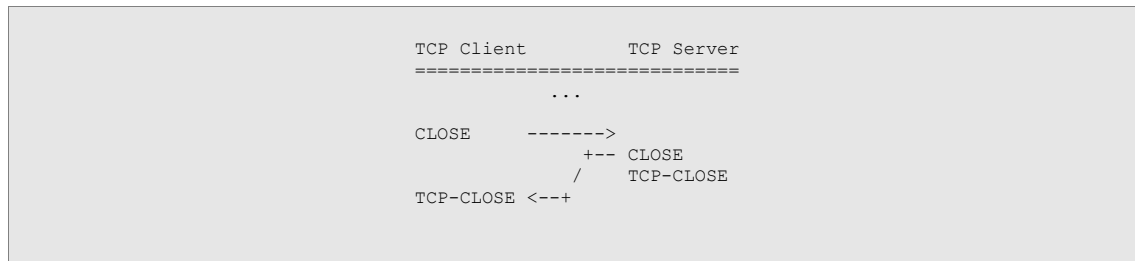 TCP Client         TCP Server
=============================
            ...
CLOSE     ------->
               +-- CLOSE
              /    TCP-CLOSE
TCP-CLOSE <--+